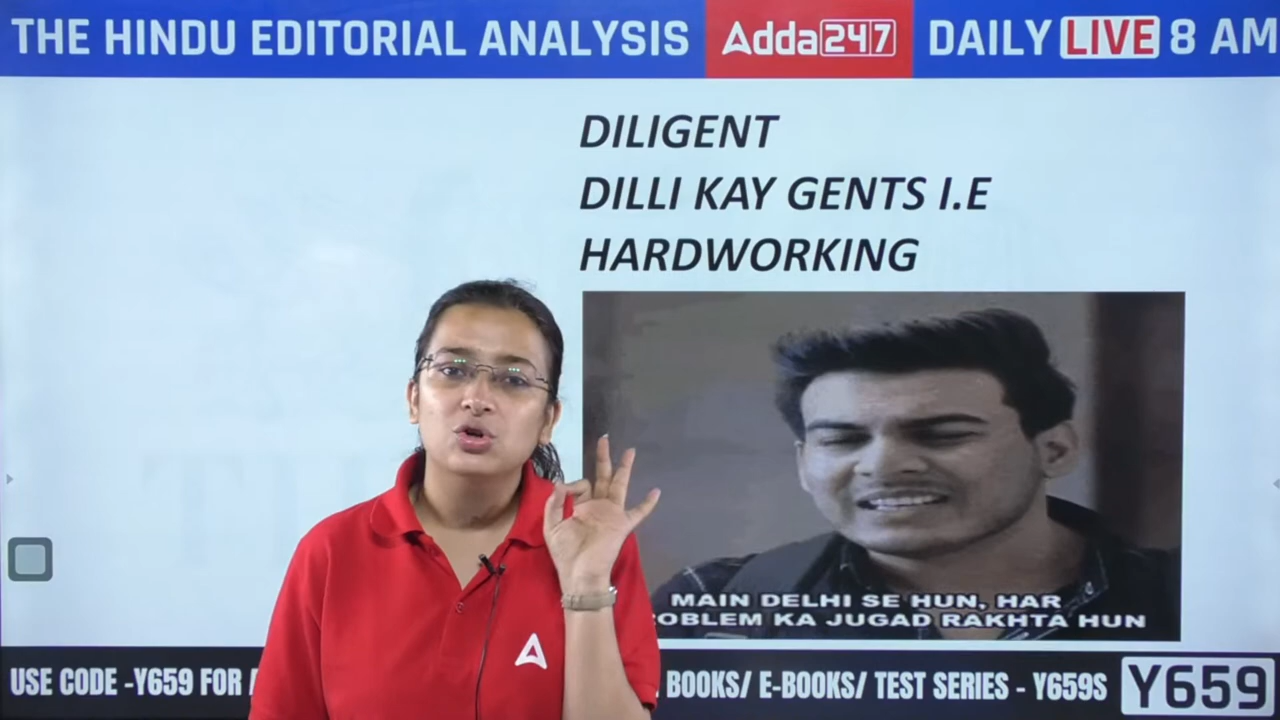 THE HINDU EDITORIAL ANALYSIS Adda247 DAILY LIVE 8 AM
DILIGENT
DILLI KAY GENTS I.E
HARDWORKING
MAIN DELHI SE HUN, HAR
ROBLEM KA JUGAD RAKHTA HUN
USE CODE -Y659 FOR BOOKS/ E-BOOKS/ TEST SERIES - Y659S Y659